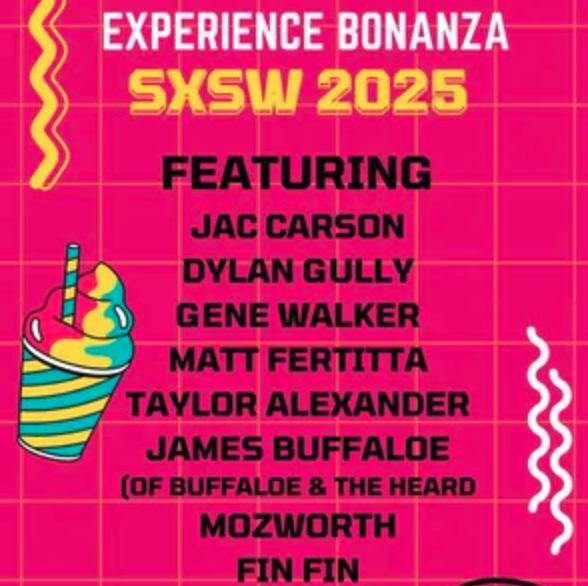 EXPERIENCE BONANZA
SXSW 2025
FEATURING
JAC CARSON
DYLAN GULLY
GENE WALKER
MATT FERTITTA
TAYLOR ALEXANDER
JAMES BUFFALOE
(OF BUFFALOE & THE HEARD
MOZWORTH
FIN FIN